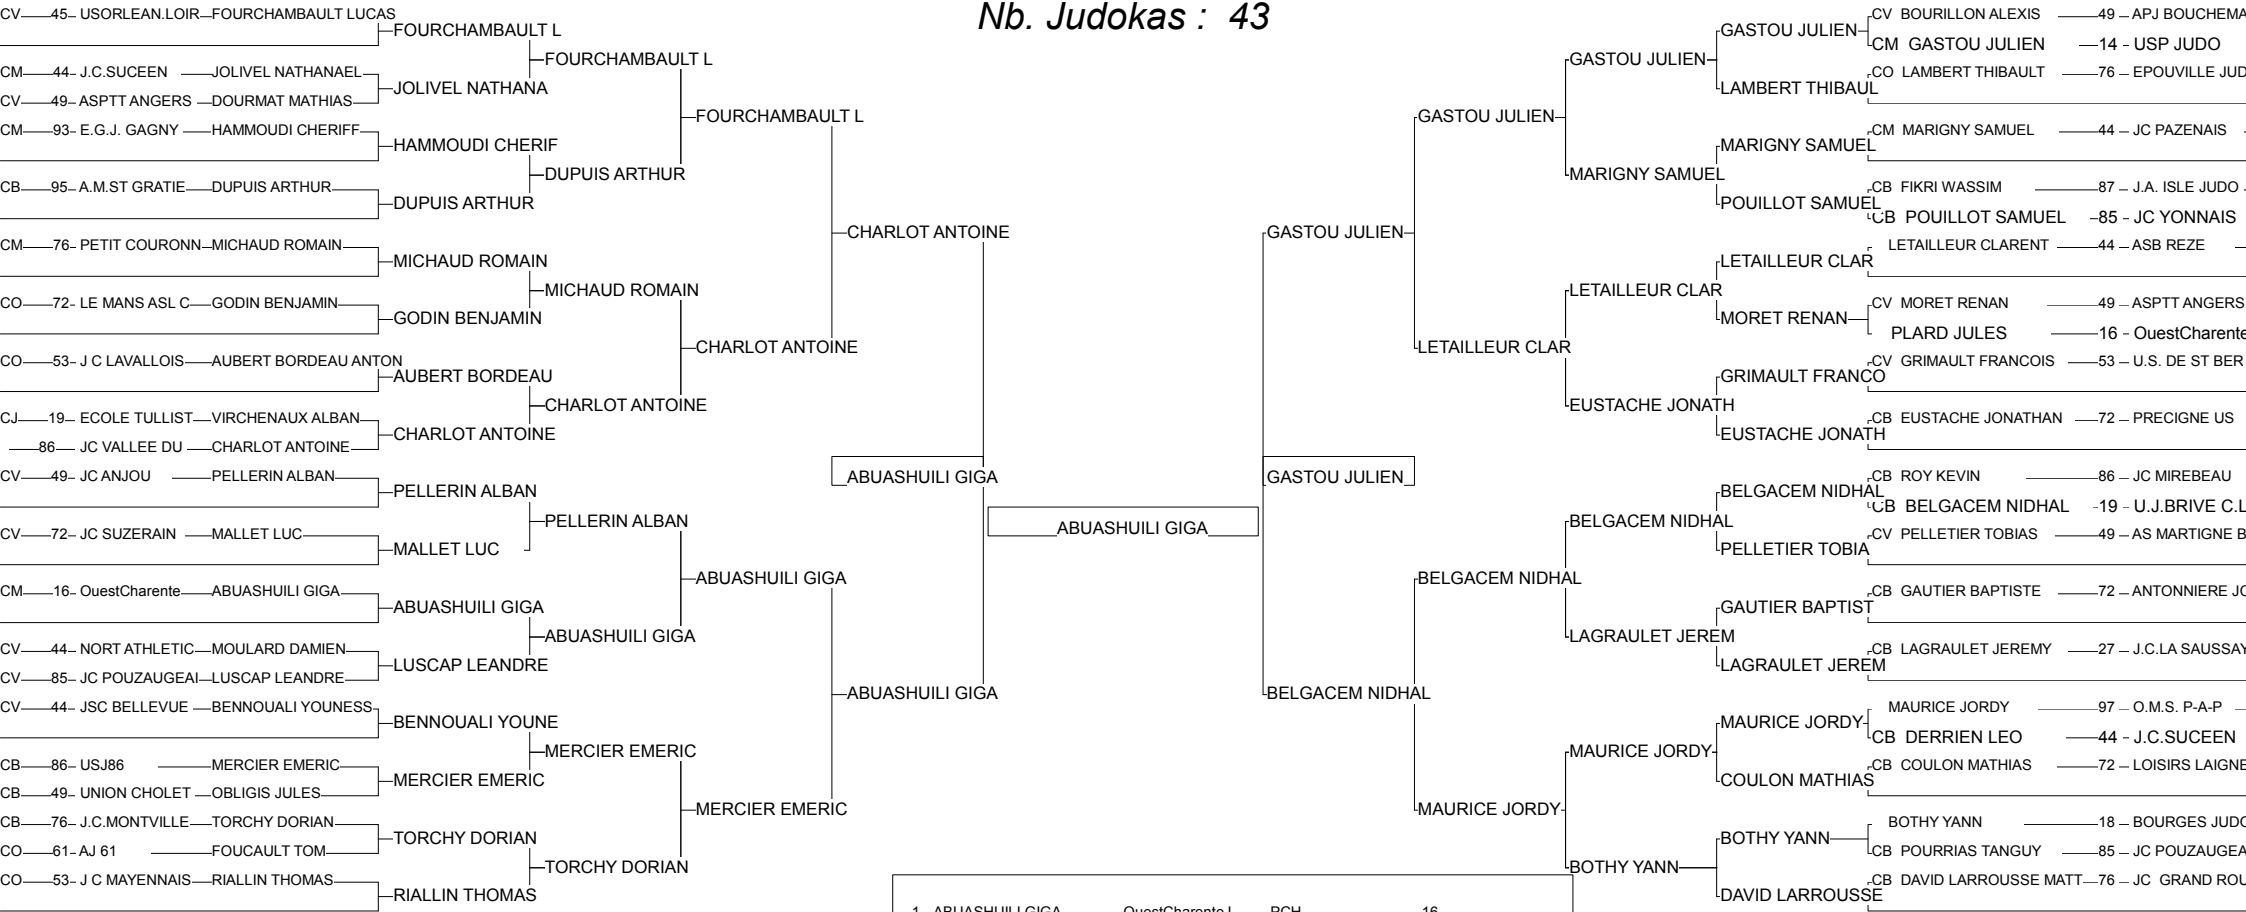 Nb. Judokas : 43
CV 45 USORLEAN.LOIR FOURCHAMBAULT LUCAS
CM 44 J.C.SUCEEN JOLIVEL NATHANAEL
CV 49 ASPTT ANGERS DOURMAT MATHIAS
CM 93 E.G.J. GAGNY HAMMOUDI CHERIFF
CB 95 A.M.ST GRATIE DUPUIS ARTHUR
CM 76 PETIT COURONN MICHAUD ROMAIN
CO 72 LE MANS ASL C GODIN BENJAMIN
CO 53 J C LAVALLOIS AUBERT BORDEAU ANTON
CJ 19 ECOLE TULLIST VIRCHENAUX ALBAN
86 JC VALLEE DU CHARLOT ANTOINE
CV 49 JC ANJOU PELLERIN ALBAN
CV 72 JC SUZERAIN MALLET LUC
CM 16 OuestCharente ABUASHUILI GIGA
CV 44 NORT ATHLETIC MOULARD DAMIEN
CV 85 JC POUZAUGEAI LUSCAP LEANDRE
CV 44 JSC BELLEVUE BENNOUALI YOUNESS
CB 86 USJ86 MERCIER EMERIC
CB 49 UNION CHOLET OBLIGIS JULES
CB 76 J.C.MONTVILLE TORCHY DORIAN
CO 61 AJ 61 FOUCAULT TOM
CO 53 J C MAYENNAIS RIALLIN THOMAS
FOURCHAMBAULT L
JOLIVEL NATHANA
HAMMOUDI CHERIF
DUPUIS ARTHUR
MICHAUD ROMAIN
GODIN BENJAMIN
AUBERT BORDEAU
CHARLOT ANTOINE
PELLERIN ALBAN
MALLET LUC
ABUASHUILI GIGA
LUSCAP LEANDRE
BENNOUALI YOUNE
MERCIER EMERIC
TORCHY DORIAN
RIALLIN THOMAS
FOURCHAMBAULT L
DUPUIS ARTHUR
MICHAUD ROMAIN
CHARLOT ANTOINE
PELLERIN ALBAN
ABUASHUILI GIGA
MERCIER EMERIC
TORCHY DORIAN
FOURCHAMBAULT L
CHARLOT ANTOINE
ABUASHUILI GIGA
MERCIER EMERIC
CHARLOT ANTOINE
ABUASHUILI GIGA
ABUASHUILI GIGA
ABUASHUILI GIGA
GASTOU JULIEN
GASTOU JULIEN
BELGACEM NIDHAL
GASTOU JULIEN
LETAILLEUR CLAR
BELGACEM NIDHAL
MAURICE JORDY
GASTOU JULIEN
MARIGNY SAMUEL
LETAILLEUR CLAR
EUSTACHE JONATH
BELGACEM NIDHAL
LAGRAULET JEREM
MAURICE JORDY
BOTHY YANN
GASTOU JULIEN
LAMBERT THIBAUL
MARIGNY SAMUEL
POUILLOT SAMUEL
LETAILLEUR CLAR
MORET RENAN
GRIMAULT FRANCO
EUSTACHE JONATH
BELGACEM NIDHAL
PELLETIER TOBIA
GAUTIER BAPTIST
LAGRAULET JEREM
MAURICE JORDY
COULON MATHIAS
BOTHY YANN
DAVID LARROUSSE
CV BOURILLON ALEXIS 49 – APJ BOUCHEMA
CM GASTOU JULIEN 14 - USP JUDO
CO LAMBERT THIBAULT 76 – EPOUVILLE JUD
CM MARIGNY SAMUEL 44 – JC PAZENAIS
CB FIKRI WASSIM 87 – J.A. ISLE JUDO
CB POUILLOT SAMUEL 85 - JC YONNAIS
LETAILLEUR CLARENT 44 – ASB REZE
CV MORET RENAN 49 – ASPTT ANGERS
PLARD JULES 16 - OuestCharente
CV GRIMAULT FRANCOIS 53 – U.S. DE ST BER
CB EUSTACHE JONATHAN 72 – PRECIGNE US
CB ROY KEVIN 86 – JC MIREBEAU
CB BELGACEM NIDHAL 19 - U.J.BRIVE C.L
CV PELLETIER TOBIAS 49 – AS MARTIGNE B
CB GAUTIER BAPTISTE 72 – ANTONNIERE JC
CB LAGRAULET JEREMY 27 – J.C.LA SAUSSAY
MAURICE JORDY 97 – O.M.S. P-A-P
CB DERRIEN LEO 44 - J.C.SUCEEN
CB COULON MATHIAS 72 – LOISIRS LAIGNE
BOTHY YANN 18 – BOURGES JUDO
CB POURRIAS TANGUY 85 – JC POUZAUGEA
CB DAVID LARROUSSE MATT 76 – JC GRAND ROU
1 ABUASHUILI GIGA OuestCharente J PCH 16